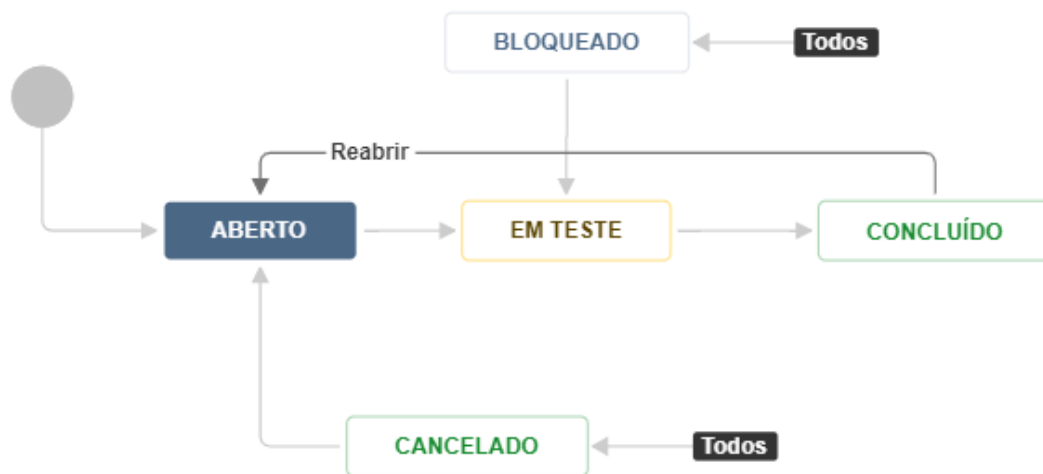 BLOQUEADO
Todos
Reabrir
ABERTO
EM TESTE
CONCLUÍDO
CANCELADO
Todos